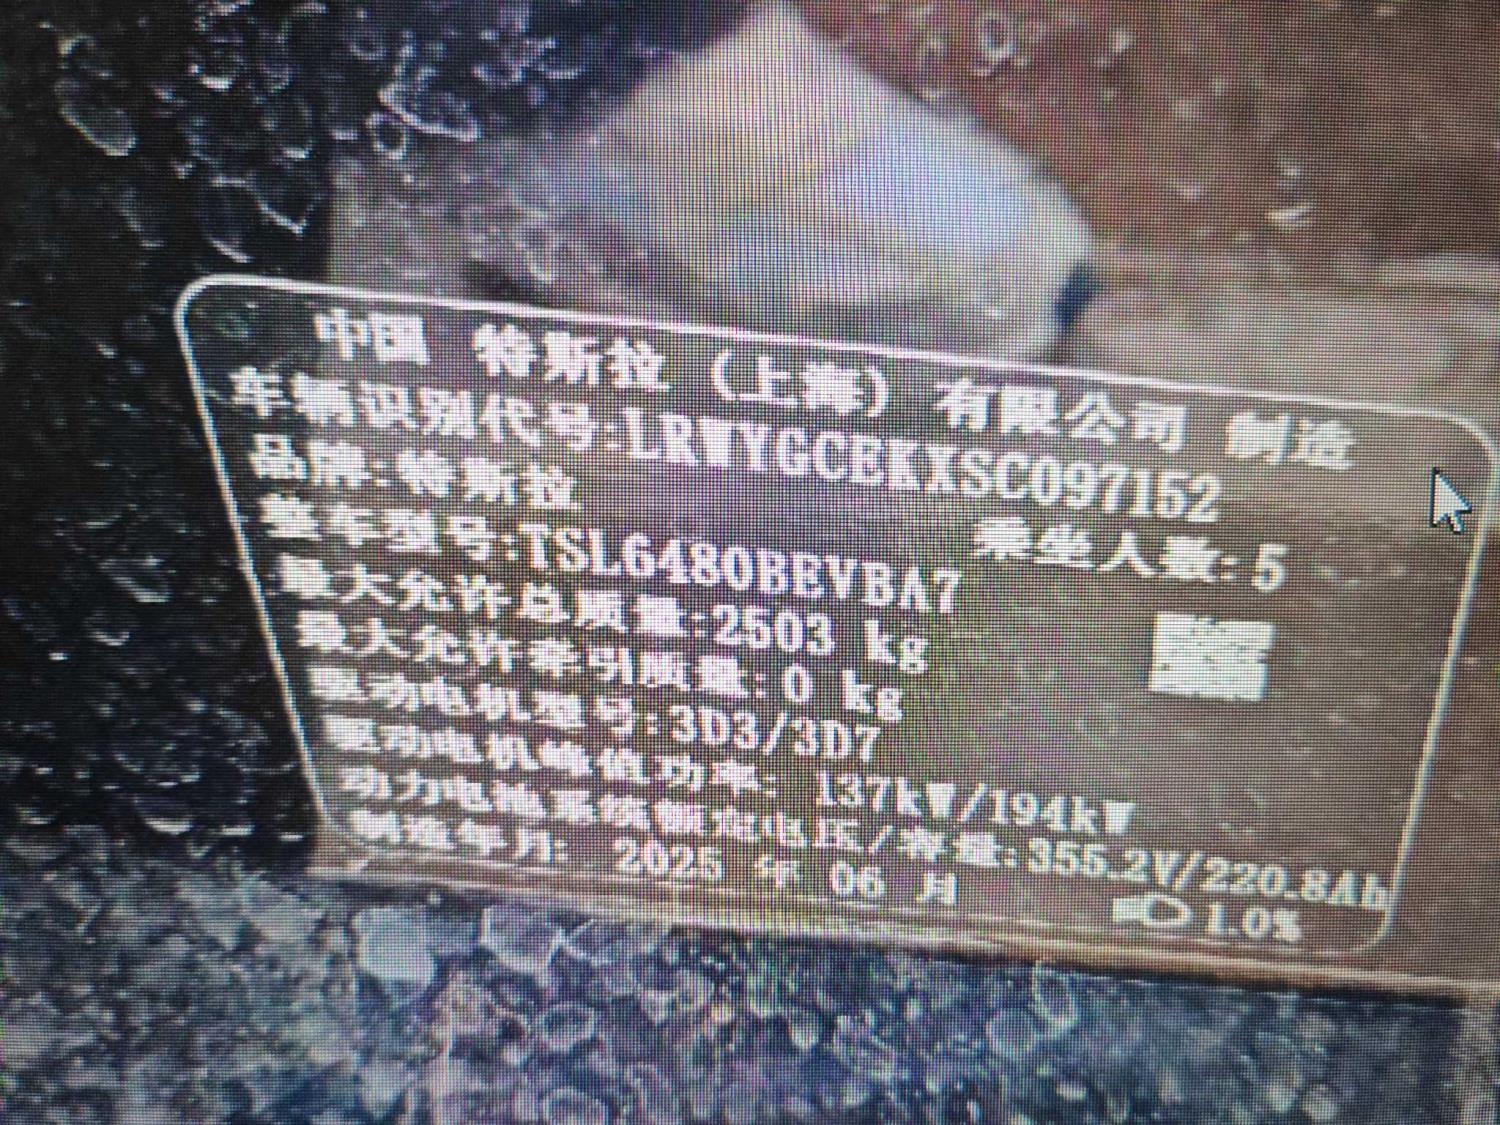 中国 特斯拉（上海）有限公司 制造
车辆识别代号:LRWYGCEKXSC097152
品牌:特斯拉 乘坐人数:5
整车型号:TSL6480BEVBA7
最大允许总质量:2503 kg
最大允许牵引质量:0 kg
驱动电机型号:3D3/3D7
驱动电机峰值功率: 137kW/194kW
动力电池系统额定电压/容量:355.2V/220.8Ah
制造年月: 2025 年 06 月
1.0%